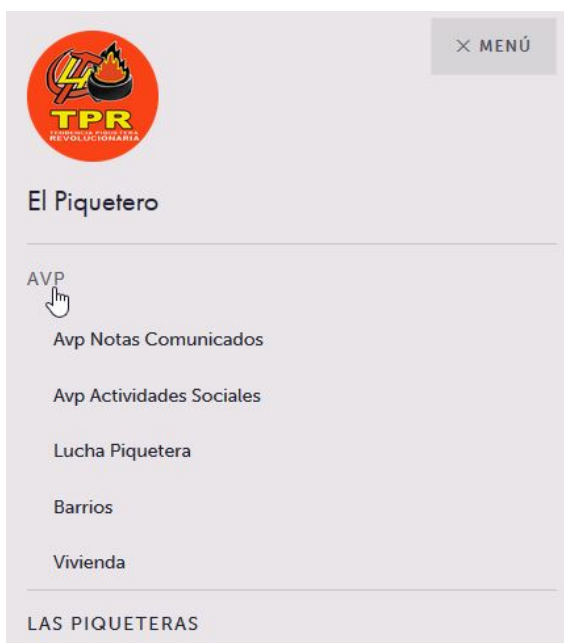 × MENÚ
4
TPR
TENDENCIA PIQUETERA
REVOLUCIONARIA
El Piquetero
AVP
Avp Notas Comunicados
Avp Actividades Sociales
Lucha Piquetera
Barrios
Vivienda
LAS PIQUETERAS